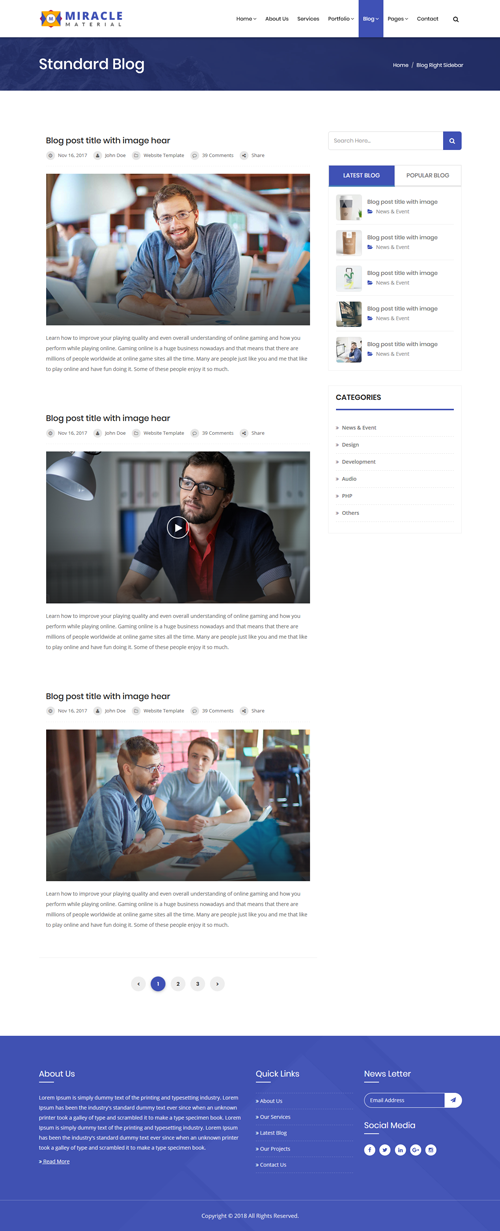 MIRACLE
MATERIAL
Home About Us Services Portfolio Blog Pages Contact
Standard Blog
Home / Blog Right Sidebar
Blog post title with image hear
Nov 16, 2017 John Doe Website Template 39 Comments Share
Learn how to improve your playing quality and even overall understanding of online gaming and how you
perform while playing online. Gaming online is a huge business nowadays and that means that there are
millions of people worldwide at online game sites all the time. Many are people just like you and me that like
to play online and have fun doing it. Some of these people enjoy it so much.
Blog post title with image hear
Nov 16, 2017 John Doe Website Template 39 Comments Share
Learn how to improve your playing quality and even overall understanding of online gaming and how you
perform while playing online. Gaming online is a huge business nowadays and that means that there are
millions of people worldwide at online game sites all the time. Many are people just like you and me that like
to play online and have fun doing it. Some of these people enjoy it so much.
Blog post title with image hear
Nov 16, 2017 John Doe Website Template 39 Comments Share
Learn how to improve your playing quality and even overall understanding of online gaming and how you
perform while playing online. Gaming online is a huge business nowadays and that means that there are
millions of people worldwide at online game sites all the time. Many are people just like you and me that like
to play online and have fun doing it. Some of these people enjoy it so much.
‹ 1 2 3 ›
Search Here..
LATEST BLOG POPULAR BLOG
Blog post title with image
News & Event
Blog post title with image
News & Event
Blog post title with image
News & Event
Blog post title with image
News & Event
Blog post title with image
News & Event
CATEGORIES
» News & Event
» Design
» Development
» Audio
» PHP
» Others
About Us
Lorem Ipsum is simply dummy text of the printing and typesetting industry. Lorem
Ipsum has been the industry's standard dummy text ever since when an unknown
printer took a galley of type and scrambled it to make a type specimen book. Lorem
Ipsum is simply dummy text of the printing and typesetting industry. Lorem Ipsum
has been the industry's standard dummy text ever since when an unknown
printer took a galley of type and scrambled it to make a type specimen book.
» Read More
Quick Links
» About Us
» Our Services
» Latest Blog
» Our Projects
» Contact Us
News Letter
Email Address
Social Media
Copyright © 2018 All Rights Reserved.